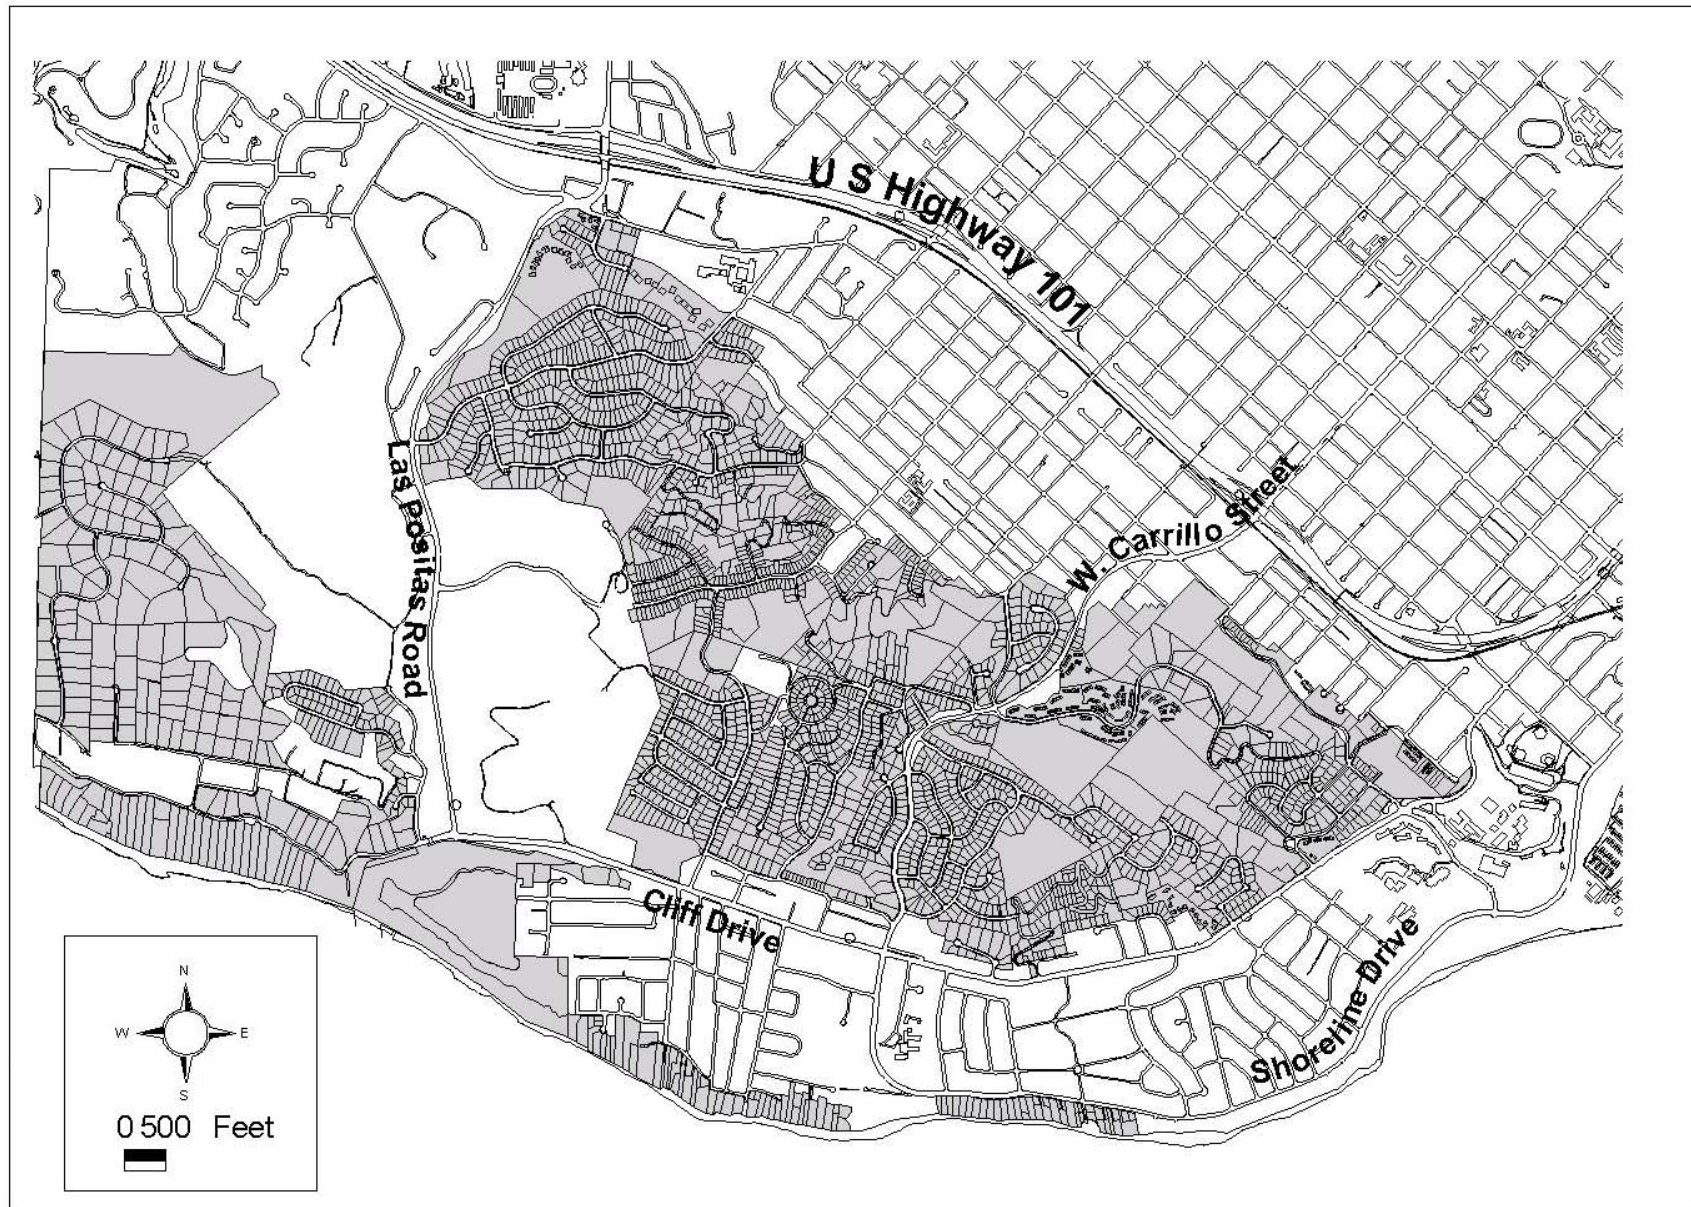 U S Highway 101
Las Positas Road
W. Carrillo Street
Cliff Drive
Shoreline Drive
N
W E
S
0 500 Feet